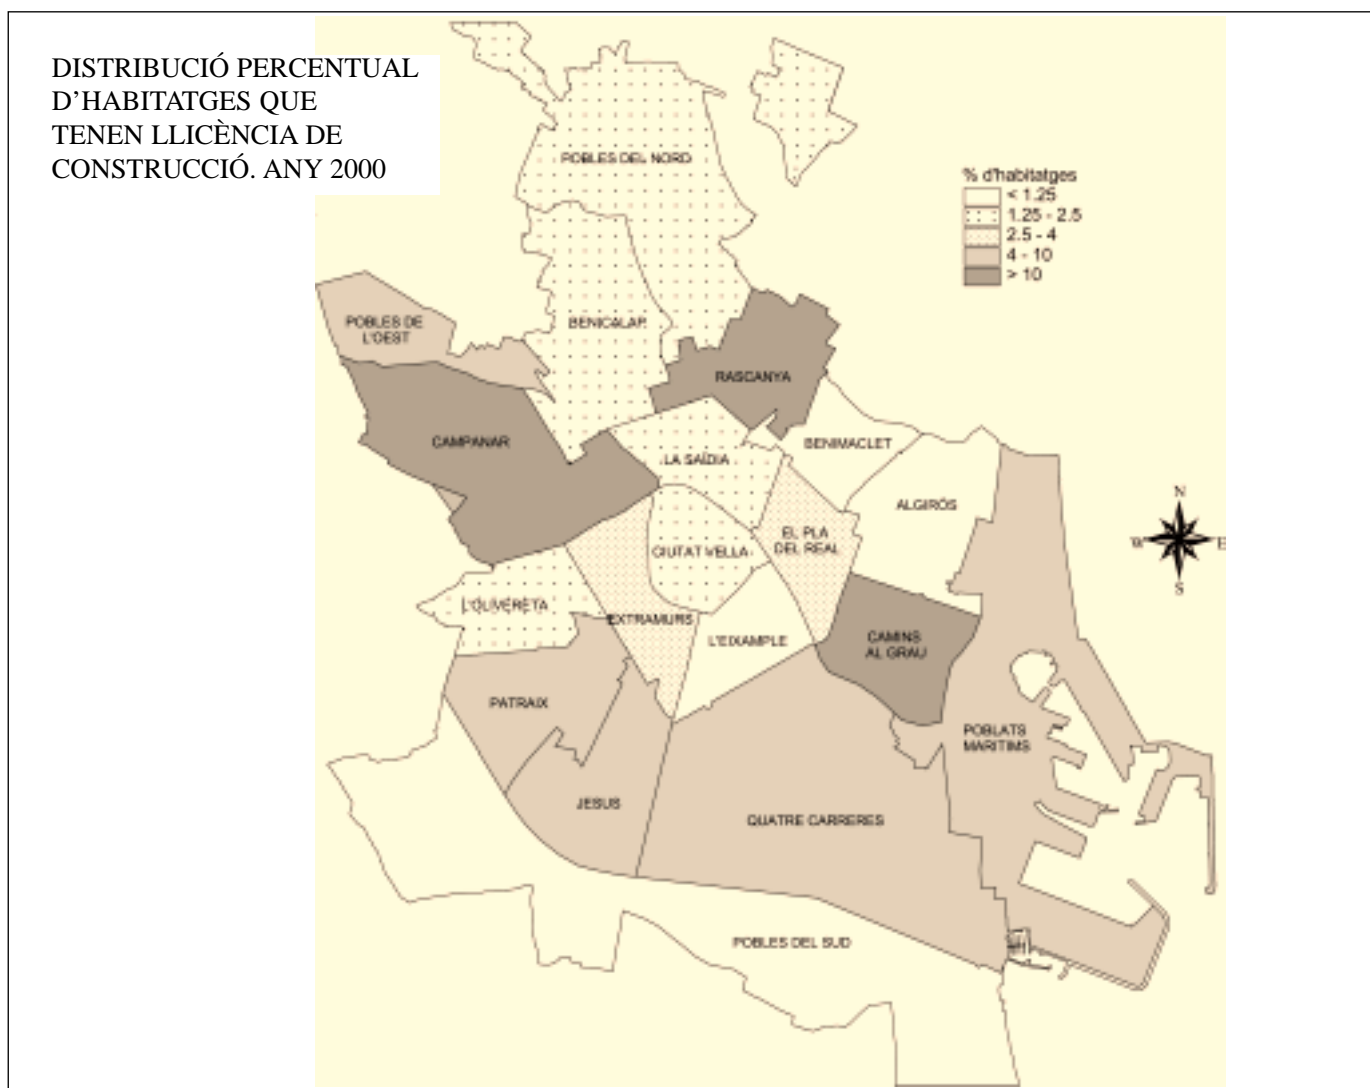 DISTRIBUCIÓ PERCENTUAL
D'HABITATGES QUE
TENEN LLICÈNCIA DE
CONSTRUCCIÓ. ANY 2000
POBLES DEL NORD
% d'habitatges
< 1.25
1.25 - 2.5
2.5 - 4
4 - 10
> 10
POBLES DE
L'OEST
BENICALAP
RASCANYA
CAMPANAR
BENIMACLET
LA SAÏDIA
ALGIRÓS
N
W E
S
EL PLA
DEL REAL
CIUTAT VELLA
L'OLIVERETA
EXTRAMURS
L'EIXAMPLE
CAMINS
AL GRAU
PATRAIX
POBLATS
MARITIMS
JESUS
QUATRE CARRERES
POBLES DEL SUD